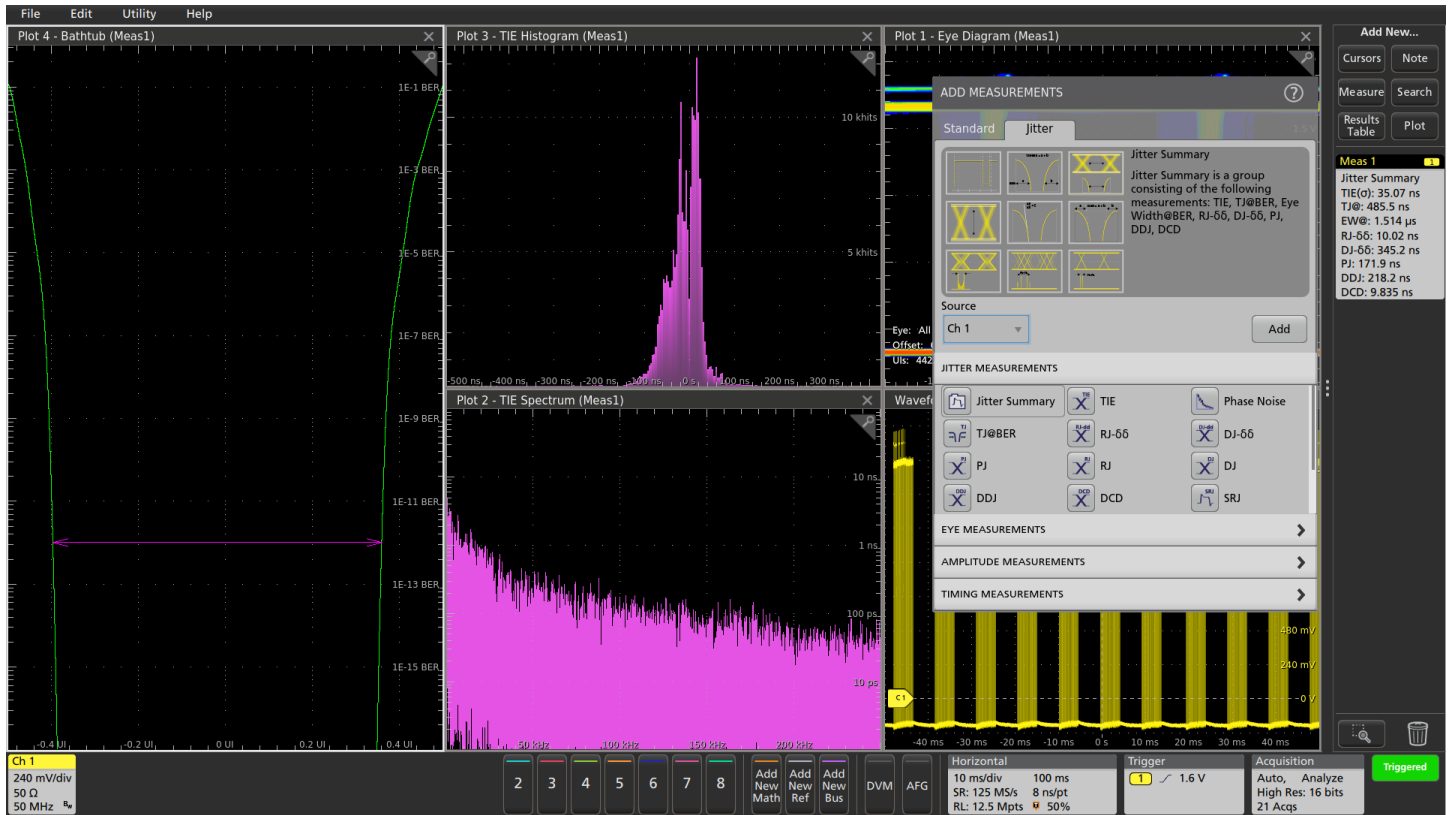 File Edit Utility Help
Plot 4 - Bathtub (Meas1)
1E-1 BER
1E-3 BER
1E-5 BER
1E-7 BER
1E-9 BER
1E-11 BER
1E-13 BER
1E-15 BER
-0.4 UI -0.2 UI 0 UI 0.2 UI 0.4 UI
Plot 3 - TIE Histogram (Meas1)
10 khits
5 khits
-500 ns -400 ns -300 ns -200 ns -100 ns 0 s 100 ns 200 ns 300 ns
Plot 2 - TIE Spectrum (Meas1)
10 ns
1 ns
100 ps
10 ps
50 kHz 100 kHz 150 kHz 200 kHz
Plot 1 - Eye Diagram (Meas1)
Eye: All
Offset:
UIs: 442
ADD MEASUREMENTS
?
Standard Jitter
Jitter Summary
Jitter Summary is a group
consisting of the following
measurements: TIE, TJ@BER, Eye
Width@BER, RJ-δδ, DJ-δδ, PJ,
DDJ, DCD
Source
Ch 1
Add
JITTER MEASUREMENTS
Jitter Summary TIE Phase Noise
TJ@BER RJ-δδ DJ-δδ
PJ RJ DJ
DDJ DCD SRJ
EYE MEASUREMENTS
AMPLITUDE MEASUREMENTS
TIMING MEASUREMENTS
480 mV
240 mV
0 V
C1
-40 ms -30 ms -20 ms -10 ms 0 s 10 ms 20 ms 30 ms 40 ms
Add New...
Cursors Note
Measure Search
Results
Table
Plot
Meas 1 1
Jitter Summary
TIE(σ): 35.07 ns
TJ@: 485.5 ns
EW@: 1.514 µs
RJ-δδ: 10.02 ns
DJ-δδ: 345.2 ns
PJ: 171.9 ns
DDJ: 218.2 ns
DCD: 9.835 ns
Ch 1
240 mV/div
50 Ω
50 MHz Bw
2 3 4 5 6 7 8
Add
New
Math
Add
New
Ref
Add
New
Bus
DVM AFG
Horizontal
10 ms/div 100 ms
SR: 125 MS/s 8 ns/pt
RL: 12.5 Mpts 50%
Trigger
1 1.6 V
Acquisition
Auto, Analyze
High Res: 16 bits
21 Acqs
Triggered